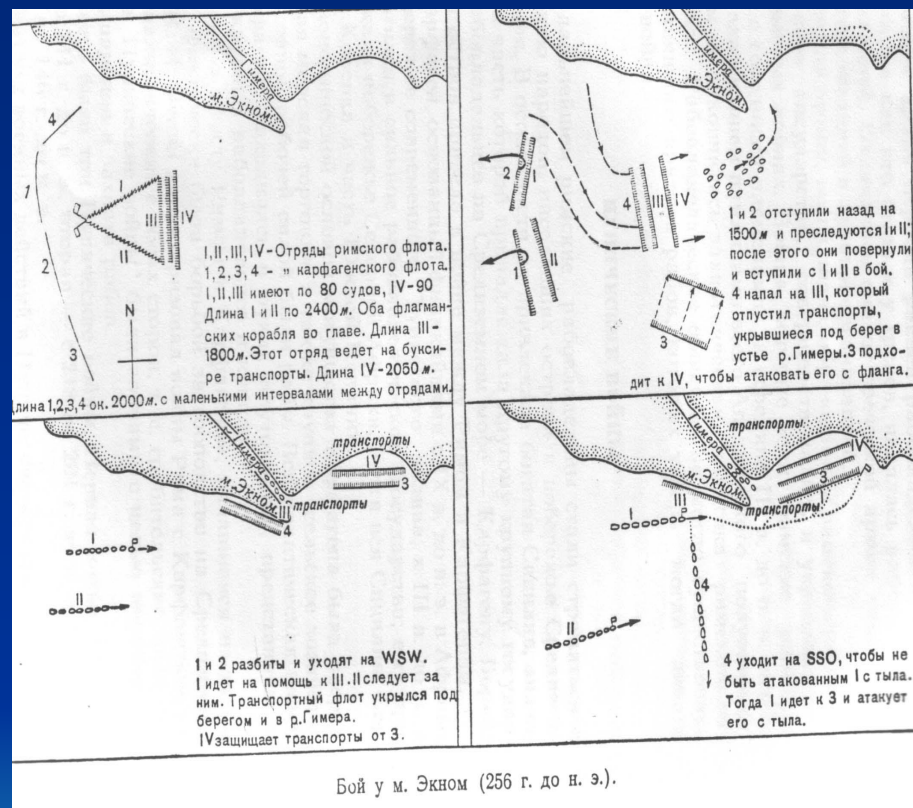 Гимера
м. Экном.
4
1
2
3
I
II
III
IV
N
I,II,III,IV-Отряды римского флота.
1,2,3,4 - " карфагенского флота.
I,II,III имеют по 80 судов, IV-90
Длина I и II по 2400м. Оба флагман-
ских корабля во главе. Длина III-
1800м. Этот отряд ведет на букси-
ре транспорты. Длина IV-2050м.
Длина 1,2,3,4 ок. 2000м. с маленькими интервалами между отрядами.
Гимера
м. Экном.
2
I
1
II
4
III
IV
3
1 и 2 отступили назад на
1500м и преследуются I и II;
после этого они повернули
и вступили с I и II в бой.
4 напал на III, который
отпустил транспорты,
укрывшиеся под берег в
устье р.Гимеры. 3 подхо-
дит к IV, чтобы атаковать его с фланга.
Гимера
транспорты
м. Экном.
IV
3
III
4
транспорты
I
II
1 и 2 разбиты и уходят на WSW.
I идет на помощь к III. II следует за
ним. Транспортный флот укрылся под
берегом и в р.Гимера.
IV защищает транспорты от 3.
Гимера
транспорты
м. Экном.
IV
3
I
III
транспорты
I
4
II
4 уходит на SSO, чтобы не
быть атакованным I с тыла.
Тогда I идет к 3 и атакует
его с тыла.
Бой у м. Экном (256 г. до н. э.).